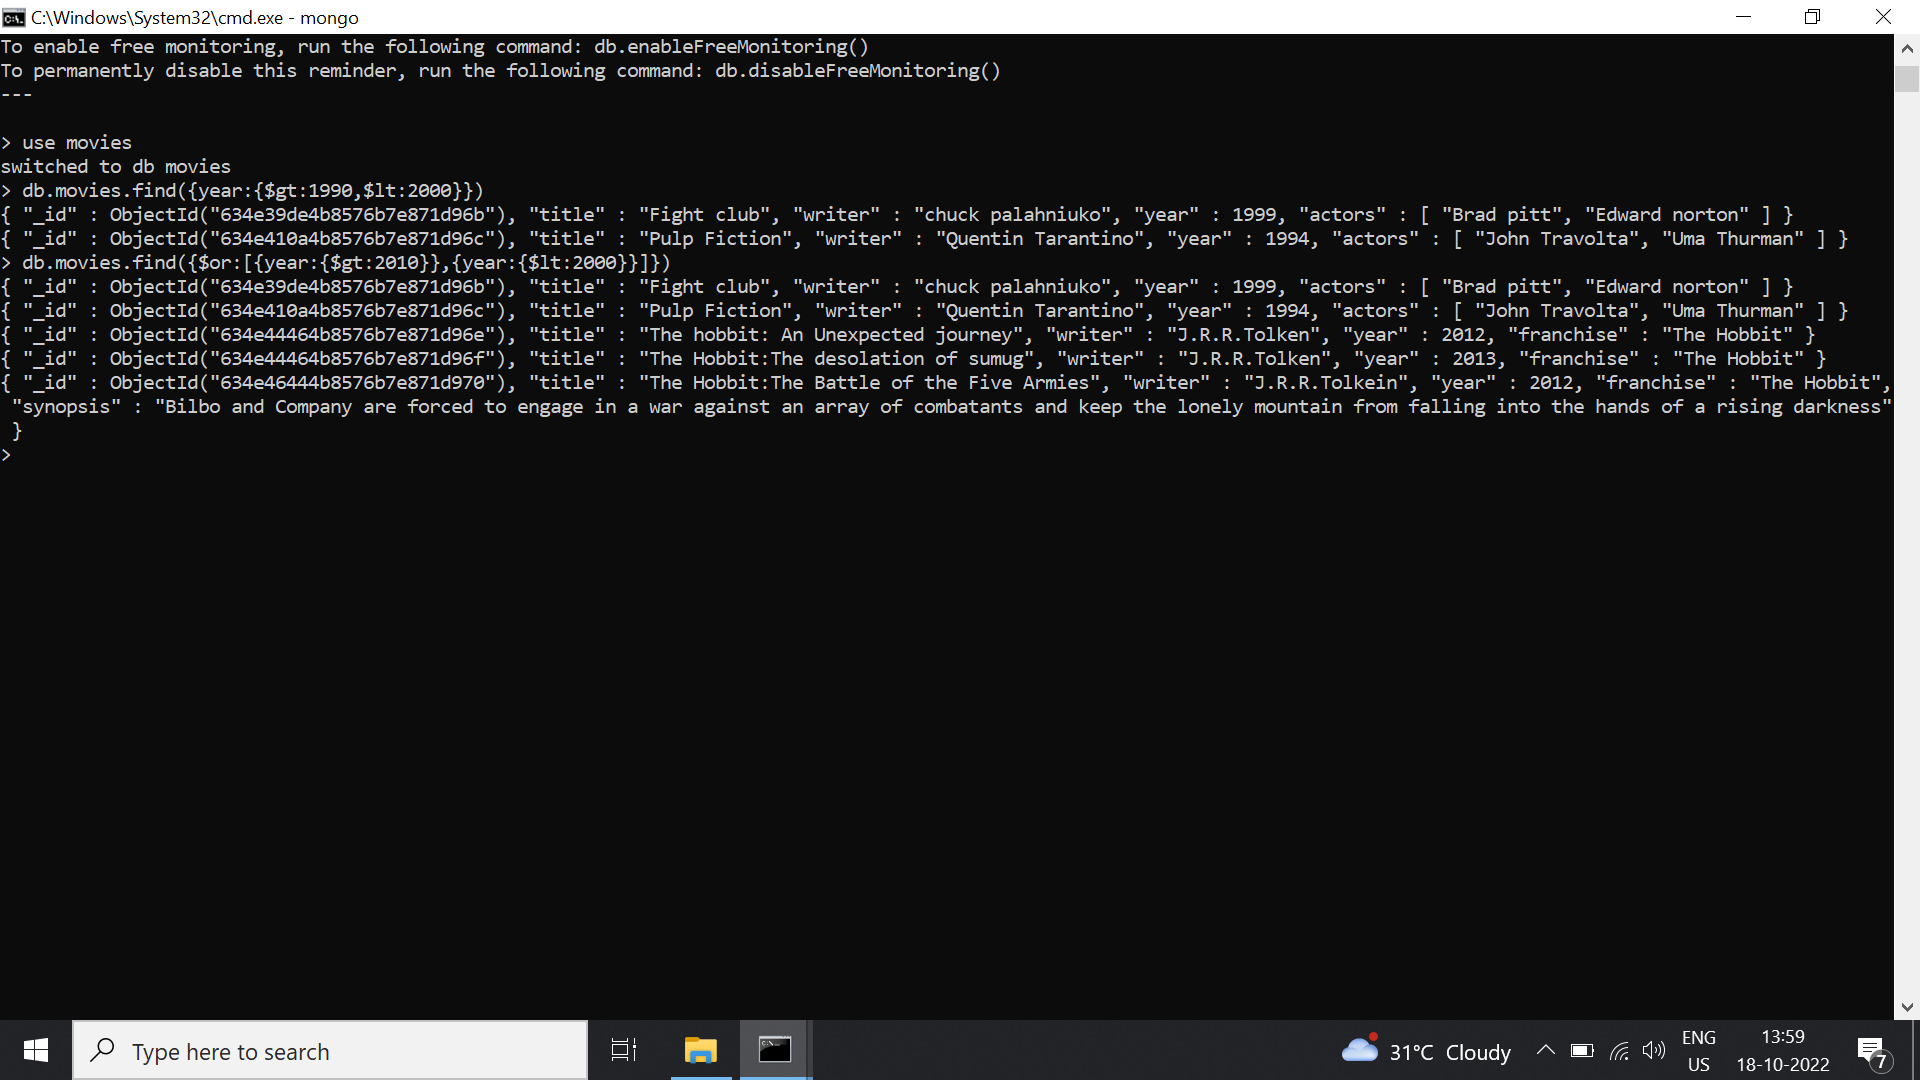 C:\Windows\System32\cmd.exe - mongo
To enable free monitoring, run the following command: db.enableFreeMonitoring()
To permanently disable this reminder, run the following command: db.disableFreeMonitoring()
---
> use movies
switched to db movies
> db.movies.find({year:{$gt:1990,$lt:2000}})
{ "_id" : ObjectId("634e39de4b8576b7e871d96b"), "title" : "Fight club", "writer" : "chuck palahniuko", "year" : 1999, "actors" : [ "Brad pitt", "Edward norton" ] }
{ "_id" : ObjectId("634e410a4b8576b7e871d96c"), "title" : "Pulp Fiction", "writer" : "Quentin Tarantino", "year" : 1994, "actors" : [ "John Travolta", "Uma Thurman" ] }
> db.movies.find({$or:[{year:{$gt:2010}},{year:{$lt:2000}}]})
{ "_id" : ObjectId("634e39de4b8576b7e871d96b"), "title" : "Fight club", "writer" : "chuck palahniuko", "year" : 1999, "actors" : [ "Brad pitt", "Edward norton" ] }
{ "_id" : ObjectId("634e410a4b8576b7e871d96c"), "title" : "Pulp Fiction", "writer" : "Quentin Tarantino", "year" : 1994, "actors" : [ "John Travolta", "Uma Thurman" ] }
{ "_id" : ObjectId("634e44464b8576b7e871d96e"), "title" : "The hobbit: An Unexpected journey", "writer" : "J.R.R.Tolken", "year" : 2012, "franchise" : "The Hobbit" }
{ "_id" : ObjectId("634e44464b8576b7e871d96f"), "title" : "The Hobbit:The desolation of sumug", "writer" : "J.R.R.Tolken", "year" : 2013, "franchise" : "The Hobbit" }
{ "_id" : ObjectId("634e46444b8576b7e871d970"), "title" : "The Hobbit:The Battle of the Five Armies", "writer" : "J.R.R.Tolkein", "year" : 2012, "franchise" : "The Hobbit",
"synopsis" : "Bilbo and Company are forced to engage in a war against an array of combatants and keep the lonely mountain from falling into the hands of a rising darkness"
}
>
Type here to search
31°C Cloudy
ENG
US
13:59
18-10-2022
7